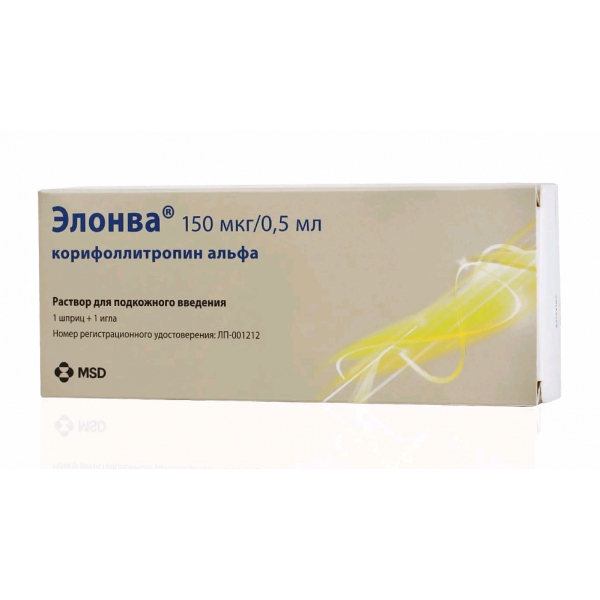 Элонва® 150 мкг/0,5 мл
корифоллитропин альфа
Раствор для подкожного введения
1 шприц + 1 игла
Номер регистрационного удостоверения: ЛП-001212
MSD